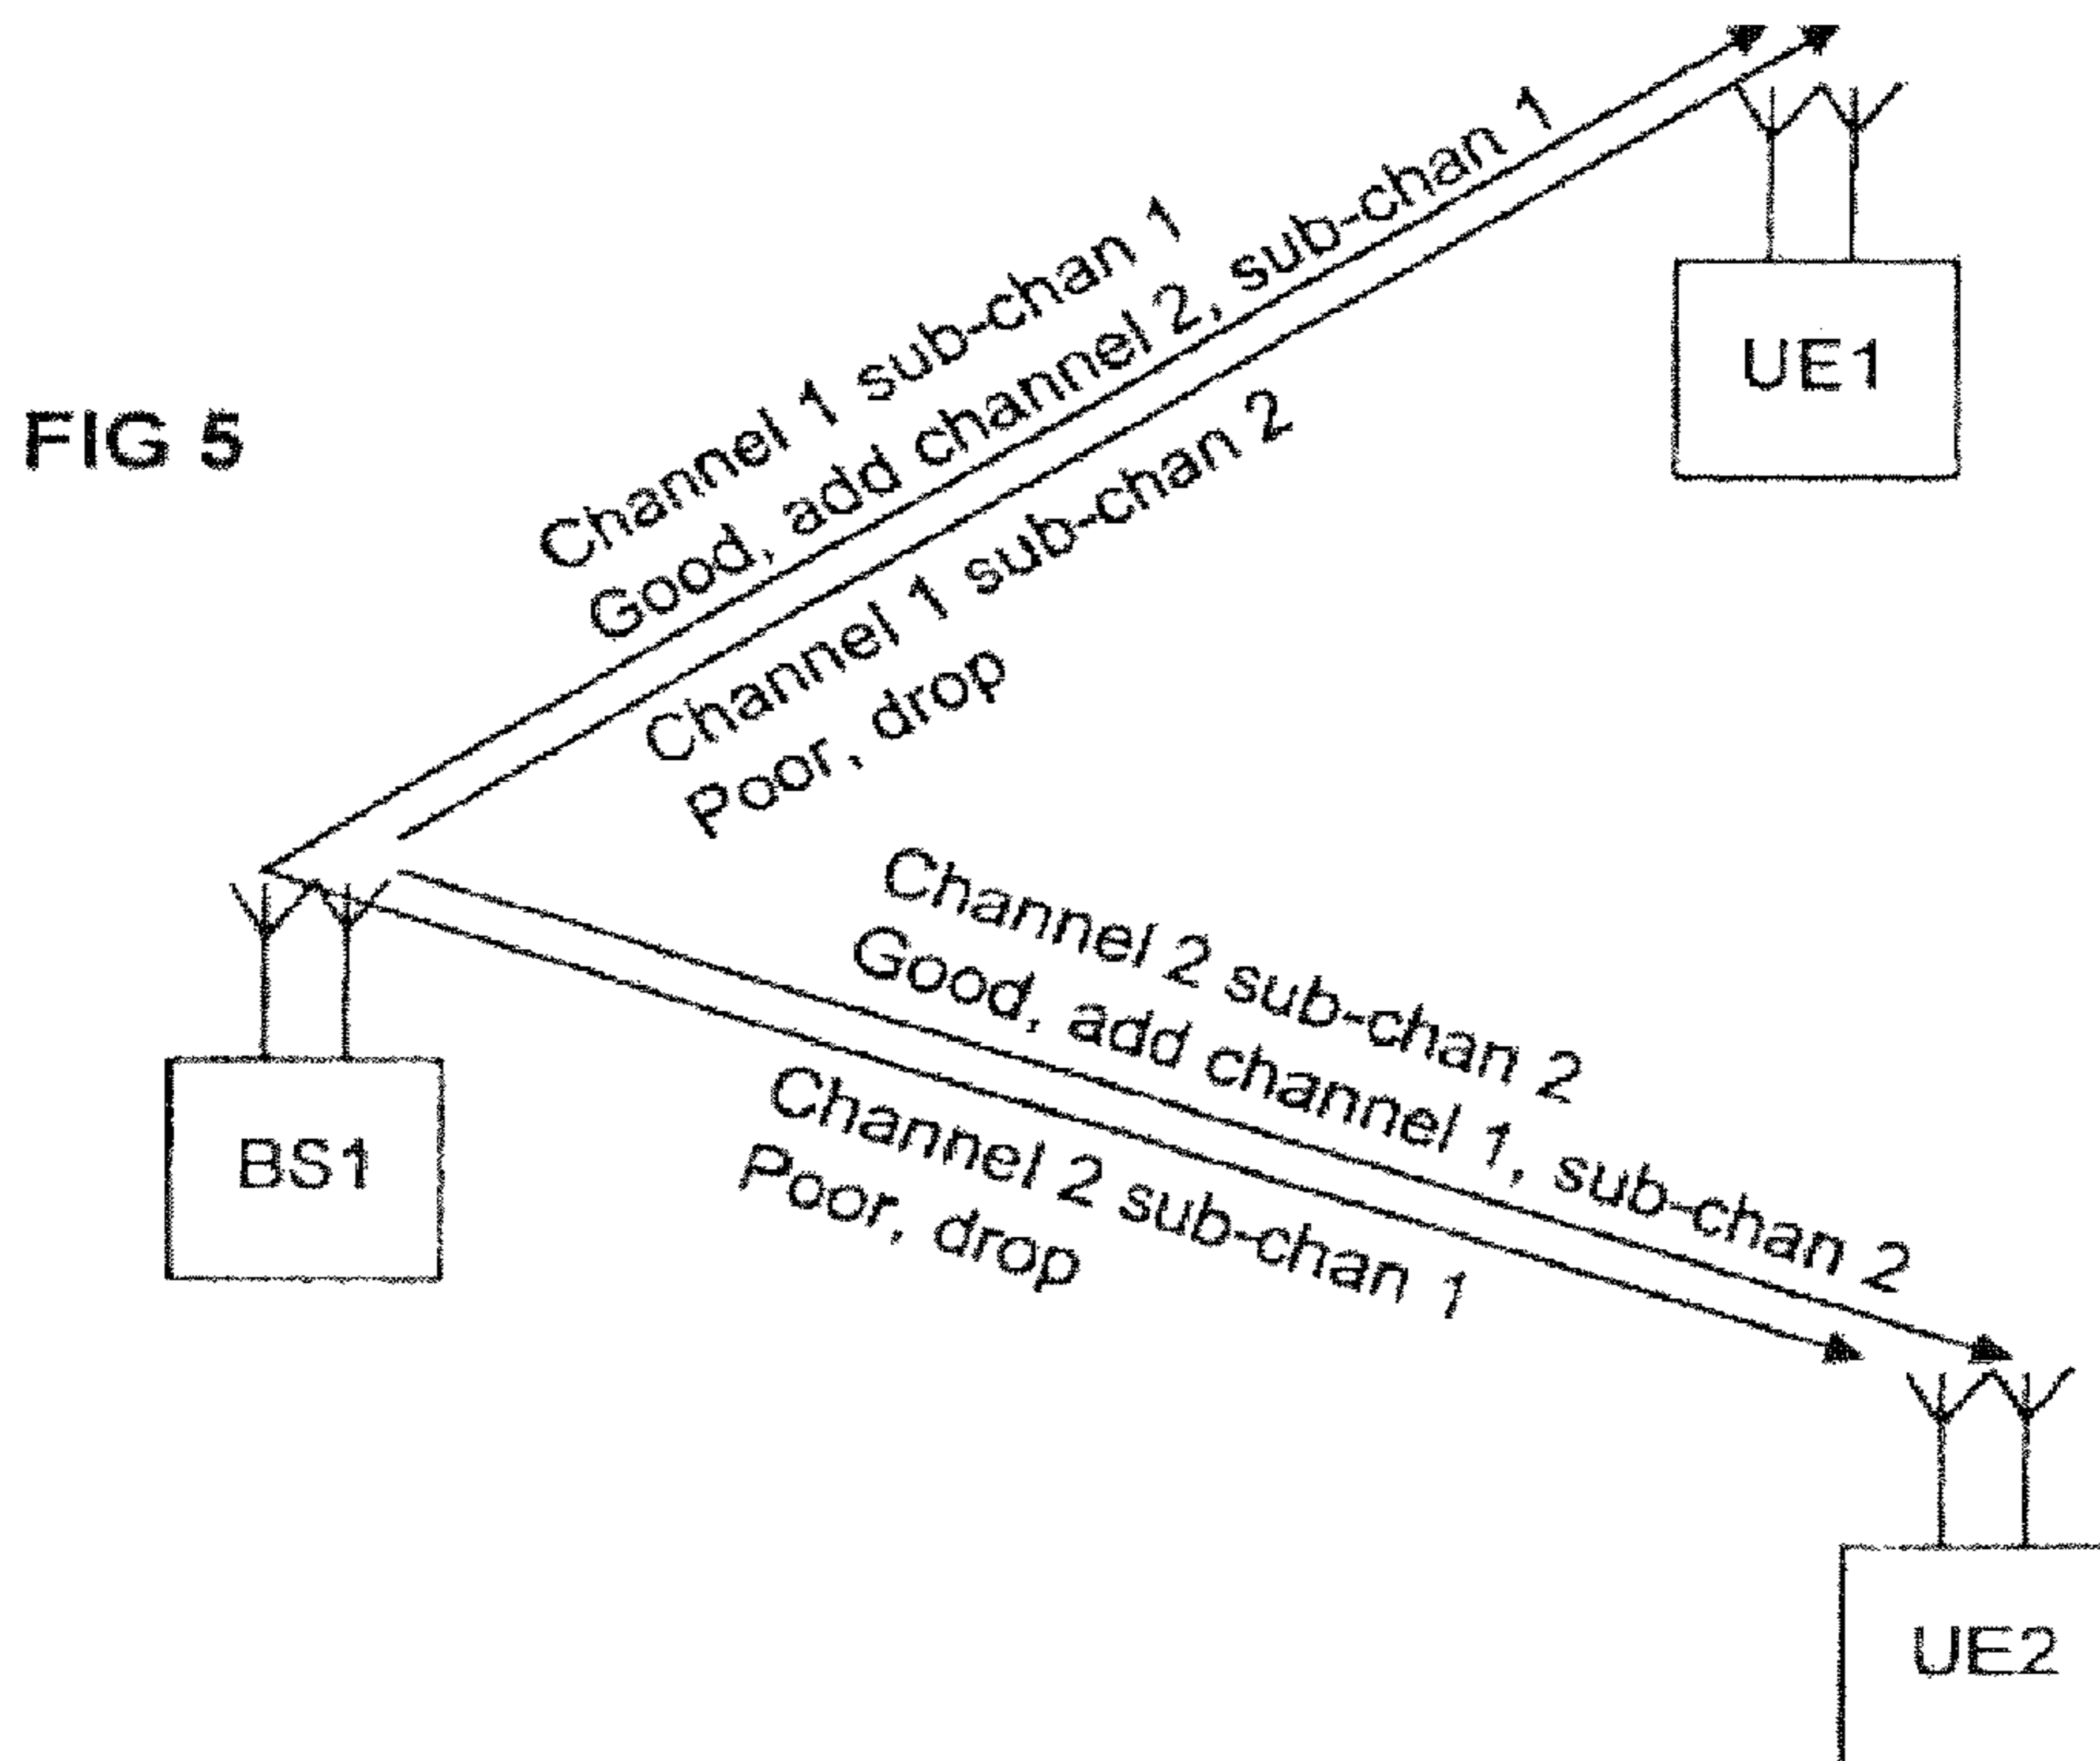 Channel 1 sub-chan 1
Good, add channel 2, sub-chan 1
UE1
FIG 5
Channel 1 sub-chan 2
Poor, drop
Channel 2 sub-chan 2
Good, add channel 1, sub-chan 2
BS1
Channel 2 sub-chan 1
Poor, drop
UE2